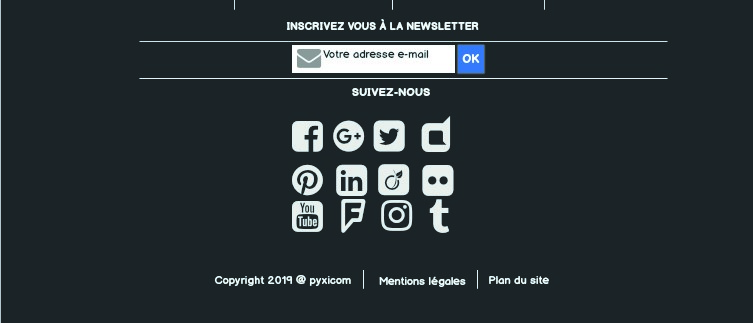 INSCRIVEZ VOUS À LA NEWSLETTER
Votre adresse e-mail
OK
SUIVEZ-NOUS
You
Tube
Copyright 2019 @ pyxicom
Mentions légales
Plan du site